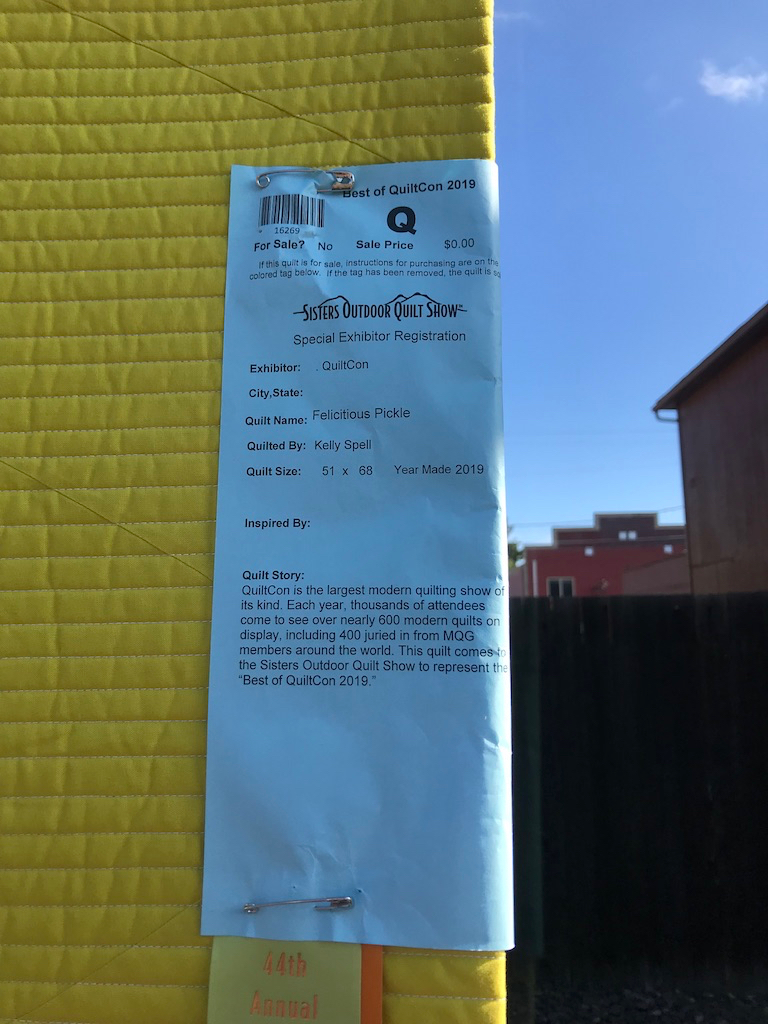 Best of QuiltCon 2019
16269
Q
For Sale? No Sale Price $0.00
If this quilt is for sale, instructions for purchasing are on the
colored tag below. If the tag has been removed, the quilt is
SISTERS OUTDOOR QUILT SHOW
Special Exhibitor Registration
Exhibitor: . QuiltCon
City,State:
Quilt Name: Felicitious Pickle
Quilted By: Kelly Spell
Quilt Size: 51 x 68 Year Made 2019
Inspired By:
Quilt Story:
QuiltCon is the largest modern quilting show of
its kind. Each year, thousands of attendees
come to see over nearly 600 modern quilts on
display, including 400 juried in from MQG
members around the world. This quilt comes to
the Sisters Outdoor Quilt Show to represent the
"Best of QuiltCon 2019."
44th
Annual